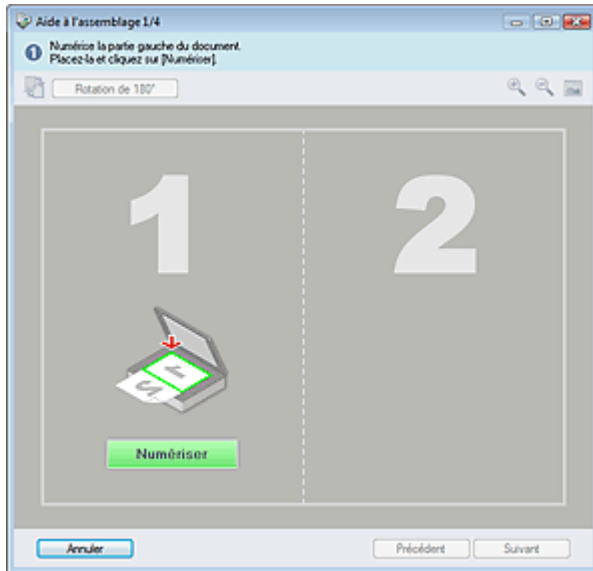 Aide à l'assemblage 1/4
Numérise la partie gauche du document.
Placez-la et cliquez sur [Numériser].
Rotation de 180°
1
2
Numériser
Annuler
Précédent
Suivant